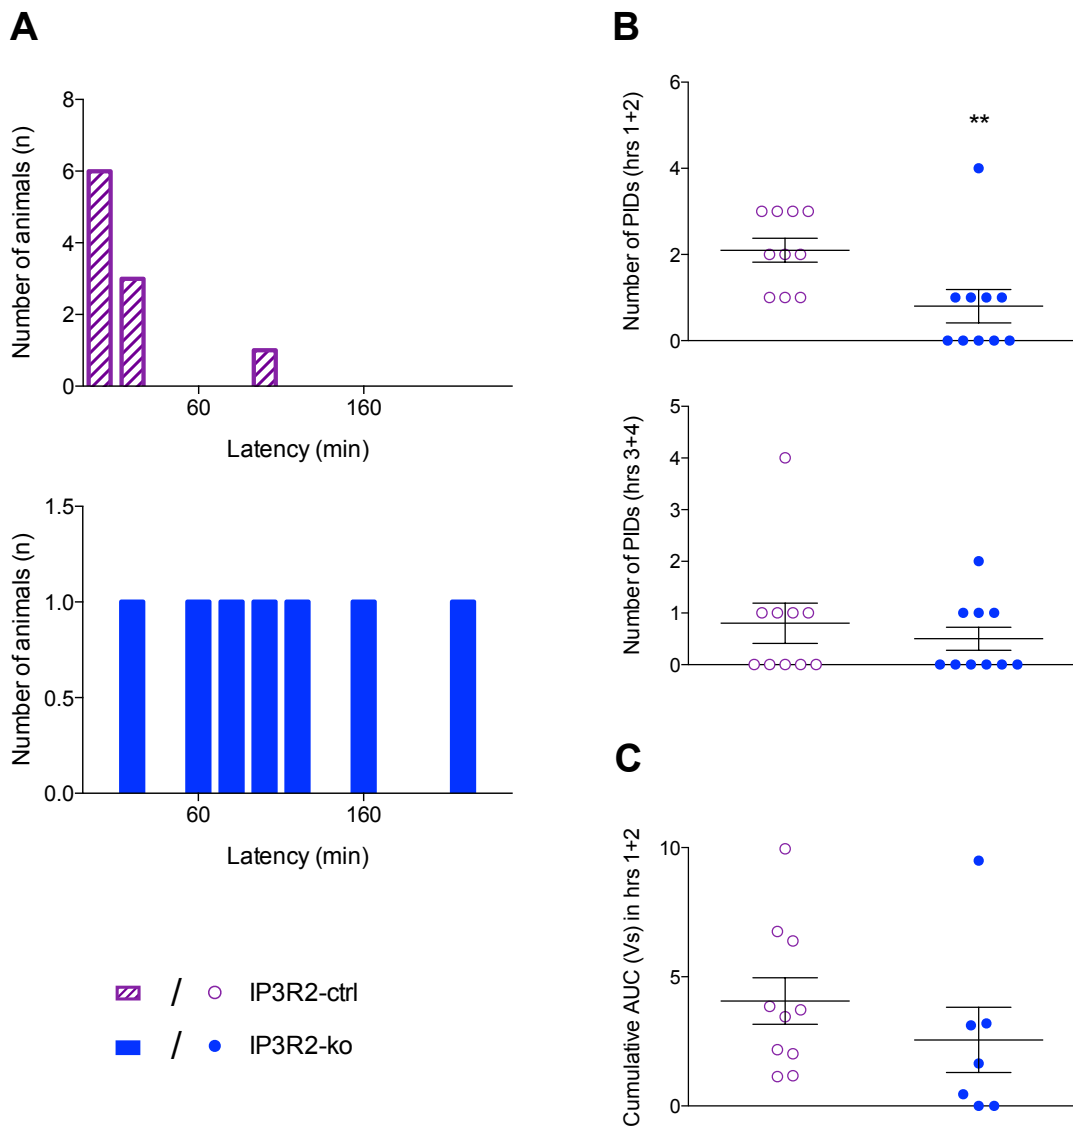 A
Number of animals (n)
8
6
4
2
0
60
160
Latency (min)
Number of animals (n)
1.5
1.0
0.5
0.0
60
160
Latency (min)
/ IP3R2-ctrl
/ IP3R2-ko
B
Number of PIDs (hrs 1+2)
6
4
2
0
**
Number of PIDs (hrs 3+4)
5
4
3
2
1
0
C
Cumulative AUC (Vs) in hrs 1+2
10
5
0